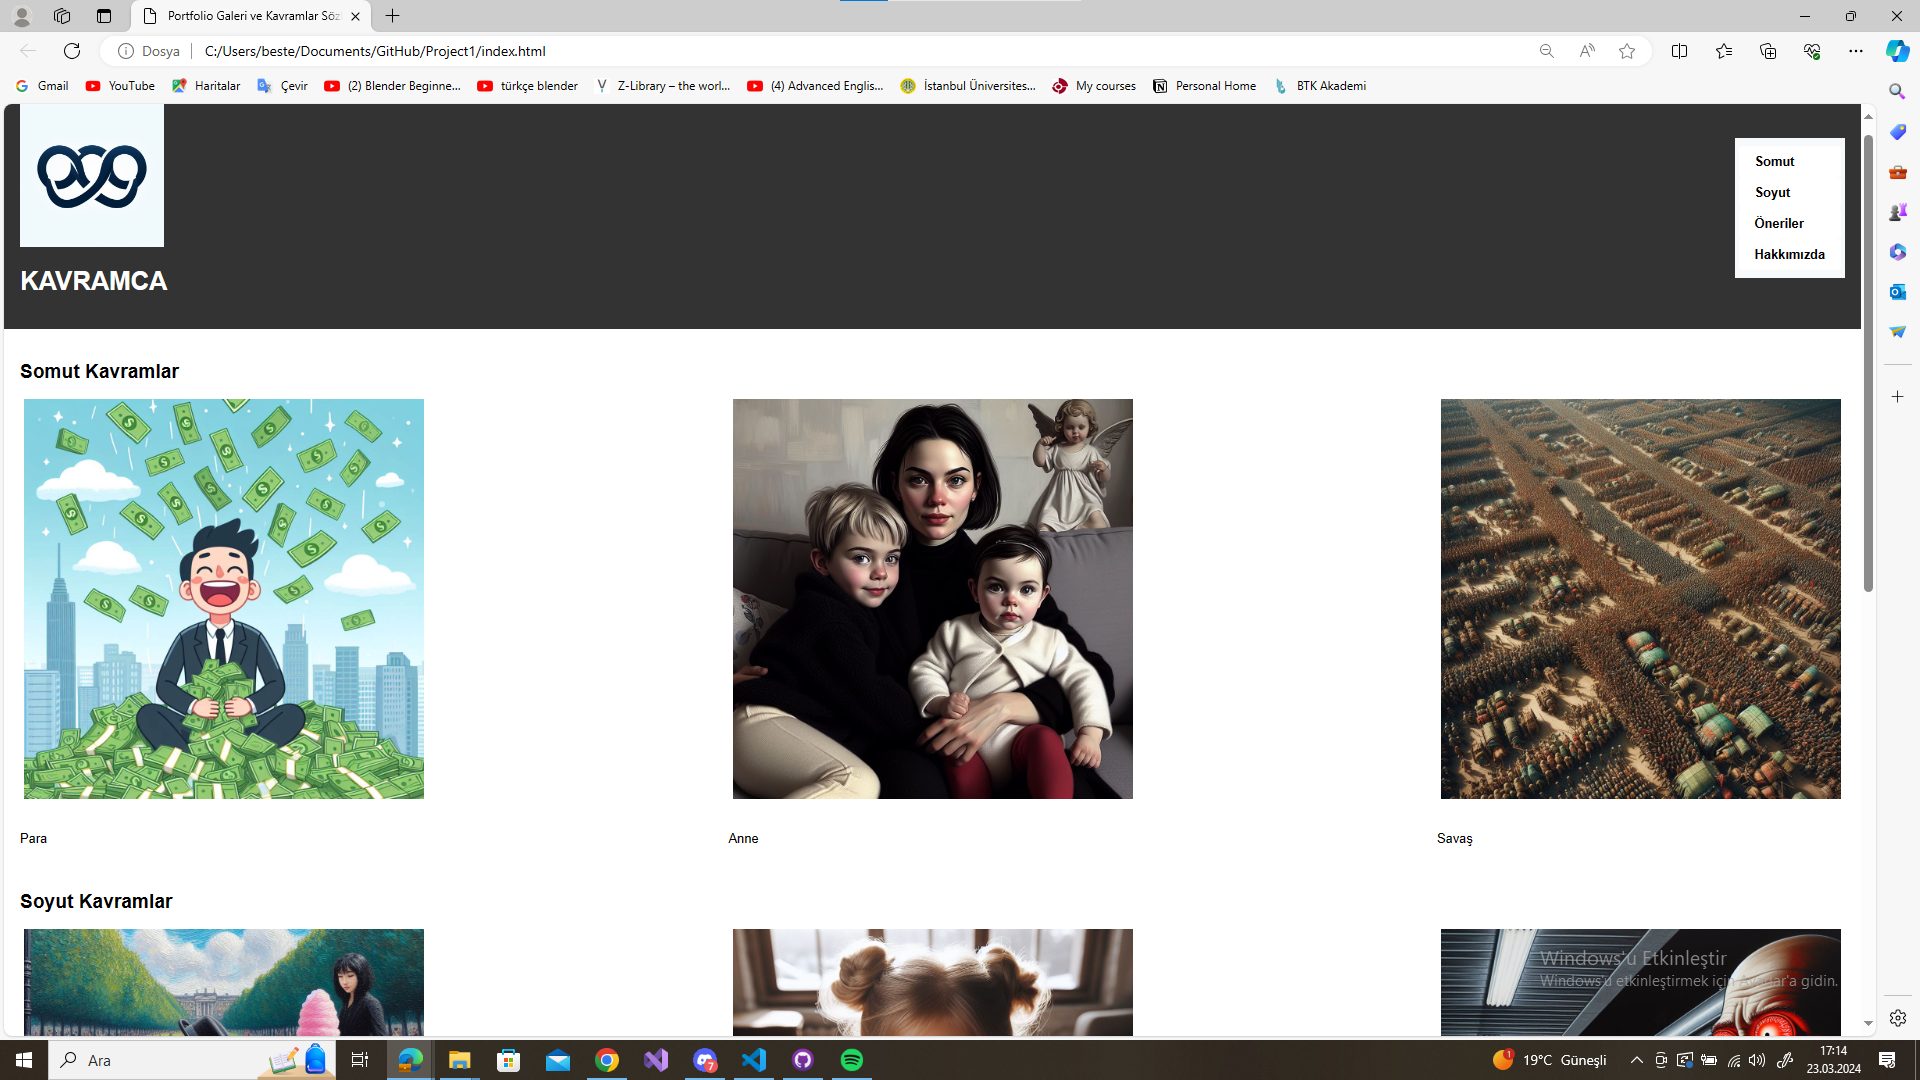 Portfolio Galeri ve Kavramlar Söz
Dosya
C:/Users/beste/Documents/GitHub/Project1/index.html
Gmail
YouTube
Haritalar
Çevir
(2) Blender Beginne...
türkçe blender
Z-Library – the worl...
(4) Advanced Englis...
İstanbul Üniversites...
My courses
Personal Home
BTK Akademi
KAVRAMCA
Somut
Soyut
Öneriler
Hakkımızda
Somut Kavramlar
Para
Anne
Savaş
Soyut Kavramlar
Windows'u Etkinleştir
Windows'u etkinleştirmek için Ayarlar'a gidin.
Ara
7
1
19°C Güneşli
17:14
23.03.2024